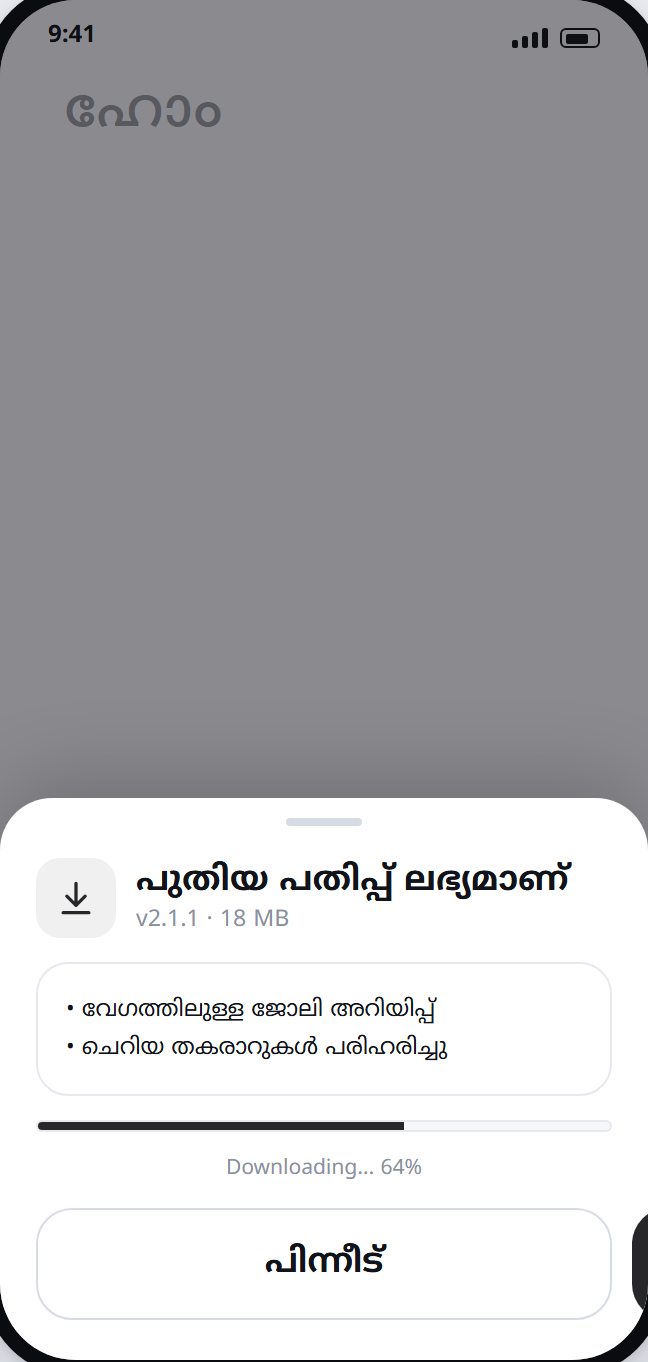 9:41
ഹോം
പുതിയ പതിപ്പ് ലഭ്യമാണ്
v2.1.1 · 18 MB
• വേഗത്തിലുള്ള ജോലി അറിയിപ്പ്
• ചെറിയ തകരാറുകൾ പരിഹരിച്ചു
Downloading... 64%
പിന്നീട്